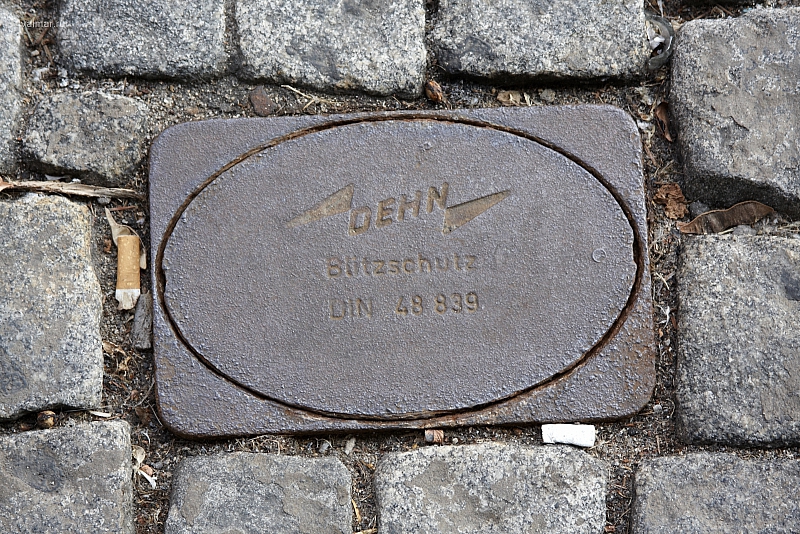 DEHN
Blitzschutz
DIN 48 839